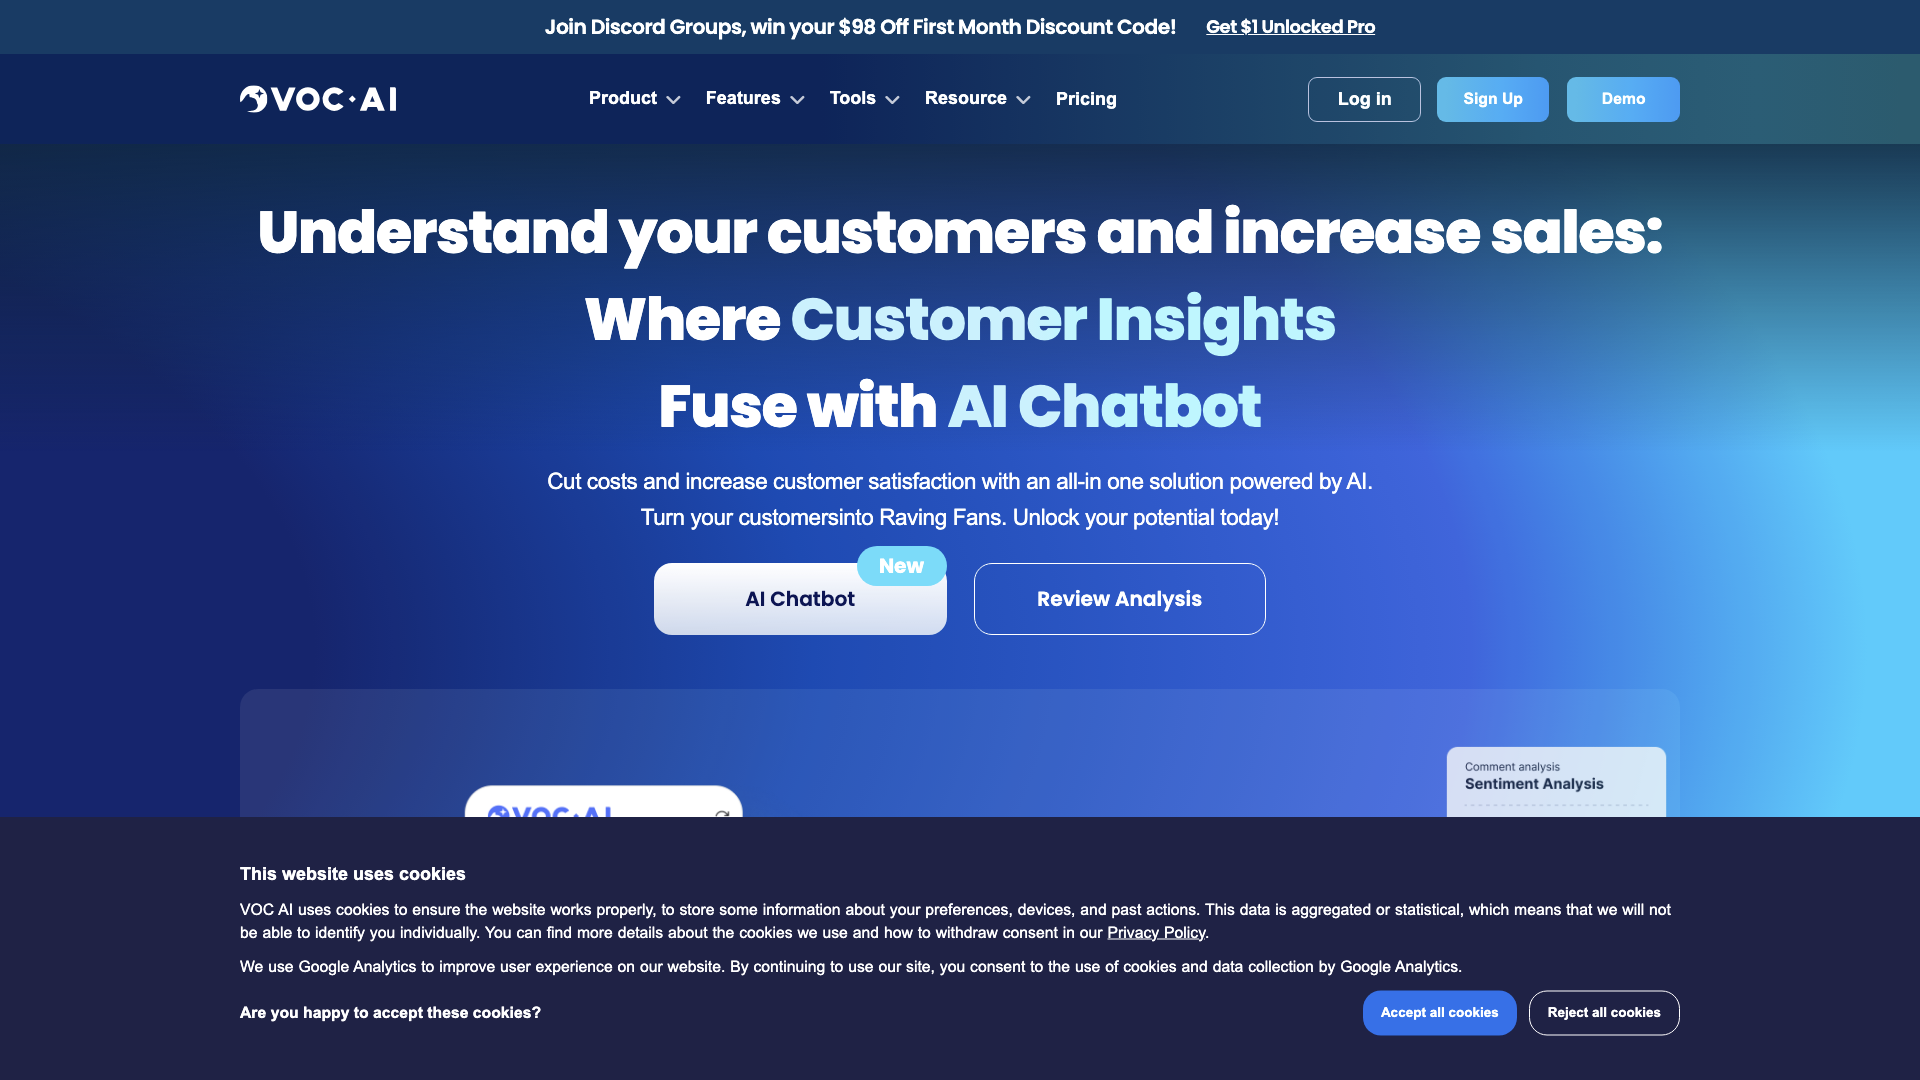 Join Discord Groups, win your $98 Off First Month Discount Code! Get $1 Unlocked Pro
VOC·AI Product Features Tools Resource Pricing Log in Sign Up Demo
Understand your customers and increase sales:
Where Customer Insights
Fuse with AI Chatbot
Cut costs and increase customer satisfaction with an all-in one solution powered by AI.
Turn your customersinto Raving Fans. Unlock your potential today!
New
AI Chatbot Review Analysis
Comment analysis
Sentiment Analysis
VOC·AI
This website uses cookies
VOC AI uses cookies to ensure the website works properly, to store some information about your preferences, devices, and past actions. This data is aggregated or statistical, which means that we will not
be able to identify you individually. You can find more details about the cookies we use and how to withdraw consent in our Privacy Policy.
We use Google Analytics to improve user experience on our website. By continuing to use our site, you consent to the use of cookies and data collection by Google Analytics.
Are you happy to accept these cookies? Accept all cookies Reject all cookies